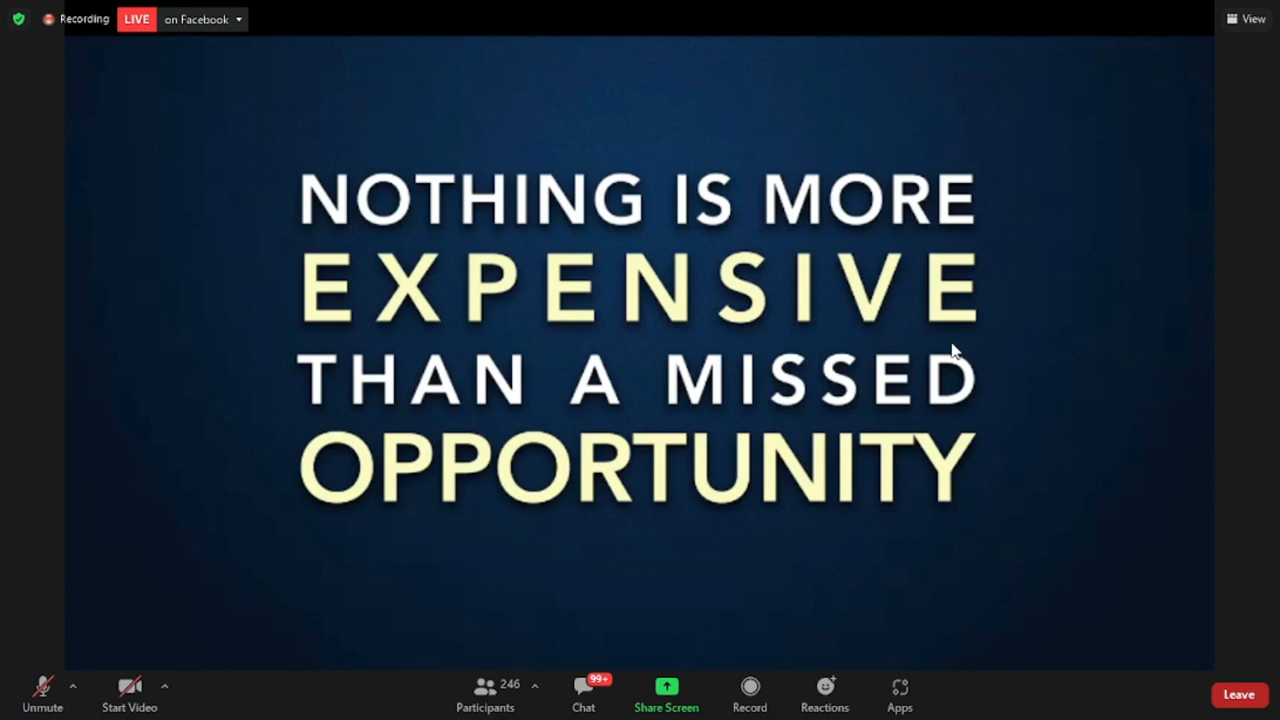 Recording LIVE on Facebook View
NOTHING IS MORE
EXPENSIVE
THAN A MISSED
OPPORTUNITY
246 99+
Unmute Start Video Participants Chat Share Screen Record Reactions Apps Leave